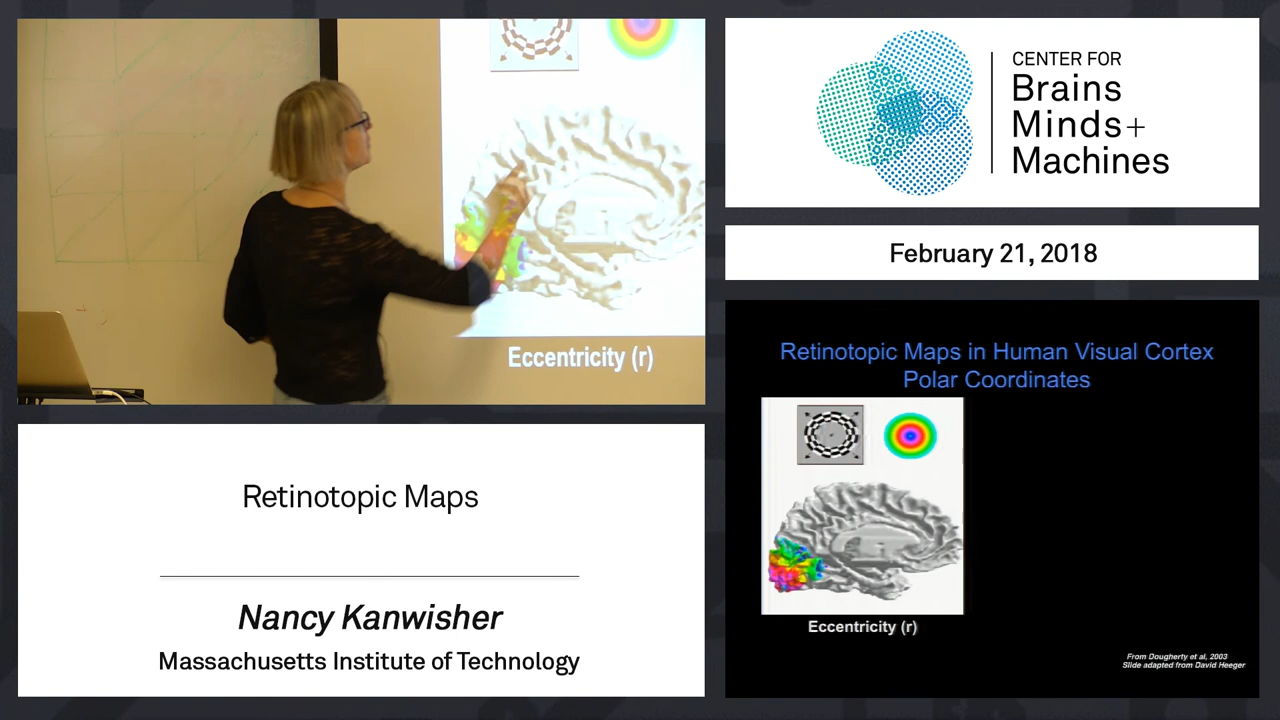 Eccentricity (r)
CENTER FOR
Brains
Minds+
Machines
February 21, 2018
Retinotopic Maps
Nancy Kanwisher
Massachusetts Institute of Technology
Retinotopic Maps in Human Visual Cortex
Polar Coordinates
Eccentricity (r)
From Dougherty et al, 2003
Slide adapted from David Heeger